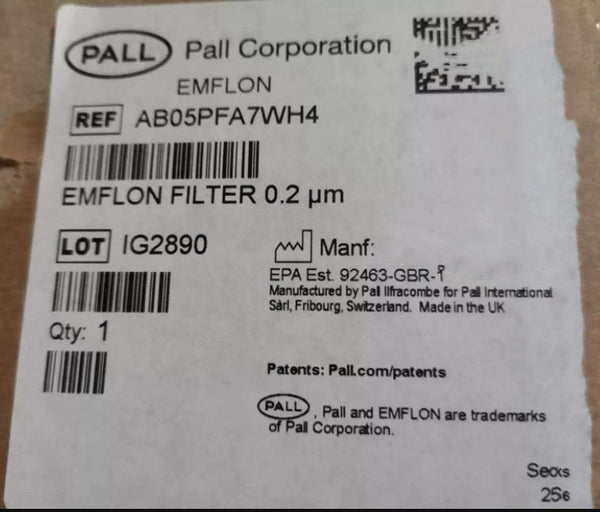 PALL Pall Corporation
EMFLON
REF AB05PFA7WH4
EMFLON FILTER 0.2 µm
LOT IG2890
Manf:
EPA Est. 92463-GBR-
Manufactured by Pall Ilfracombe for Pall International
Sàrl, Fribourg, Switzerland. Made in the UK
Qty: 1
Patents: Pall.com/patents
PALL , Pall and EMFLON are trademarks
of Pall Corporation.